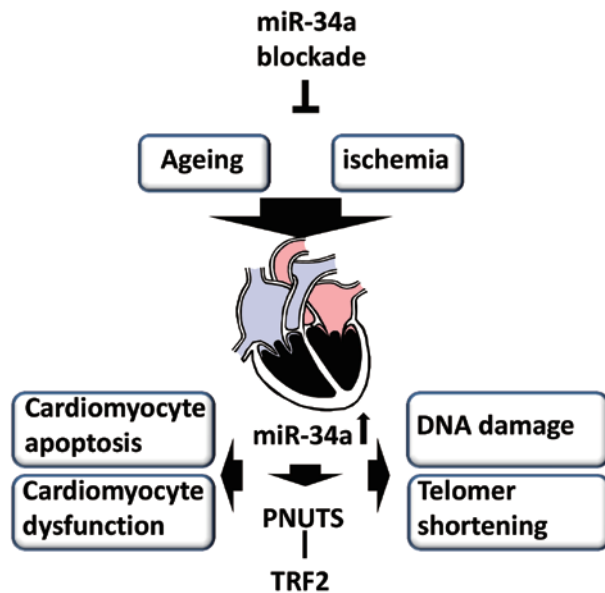 miR-34a
blockade
Ageing
ischemia
Cardiomyocyte
apoptosis
Cardiomyocyte
dysfunction
miR-34a
PNUTS
TRF2
DNA damage
Telomer
shortening